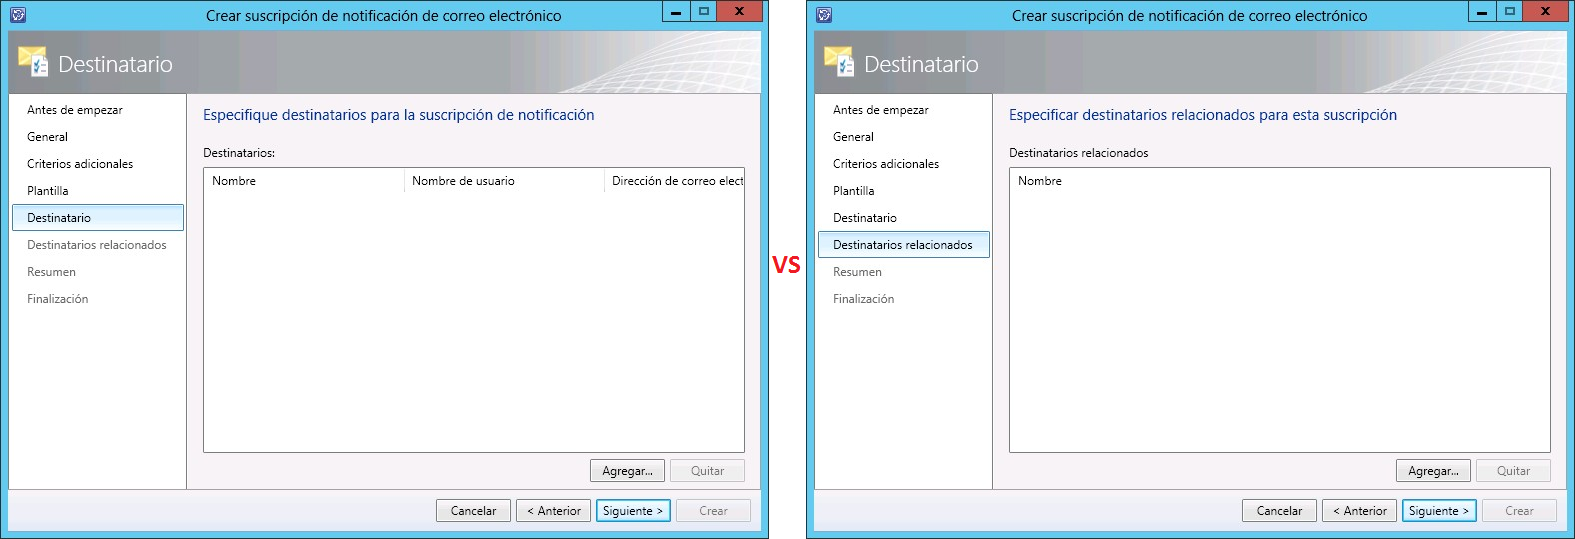 Crear suscripción de notificación de correo electrónico
Destinatario
Antes de empezar
General
Criterios adicionales
Plantilla
Destinatario
Destinatarios relacionados
Resumen
Finalización
Especifique destinatarios para la suscripción de notificación
Destinatarios:
Nombre
Nombre de usuario
Dirección de correo elect
Agregar...
Quitar
Cancelar
< Anterior
Siguiente >
Crear
VS
Crear suscripción de notificación de correo electrónico
Destinatario
Antes de empezar
General
Criterios adicionales
Plantilla
Destinatario
Destinatarios relacionados
Resumen
Finalización
Especificar destinatarios relacionados para esta suscripción
Destinatarios relacionados
Nombre
Agregar...
Quitar
Cancelar
< Anterior
Siguiente >
Crear